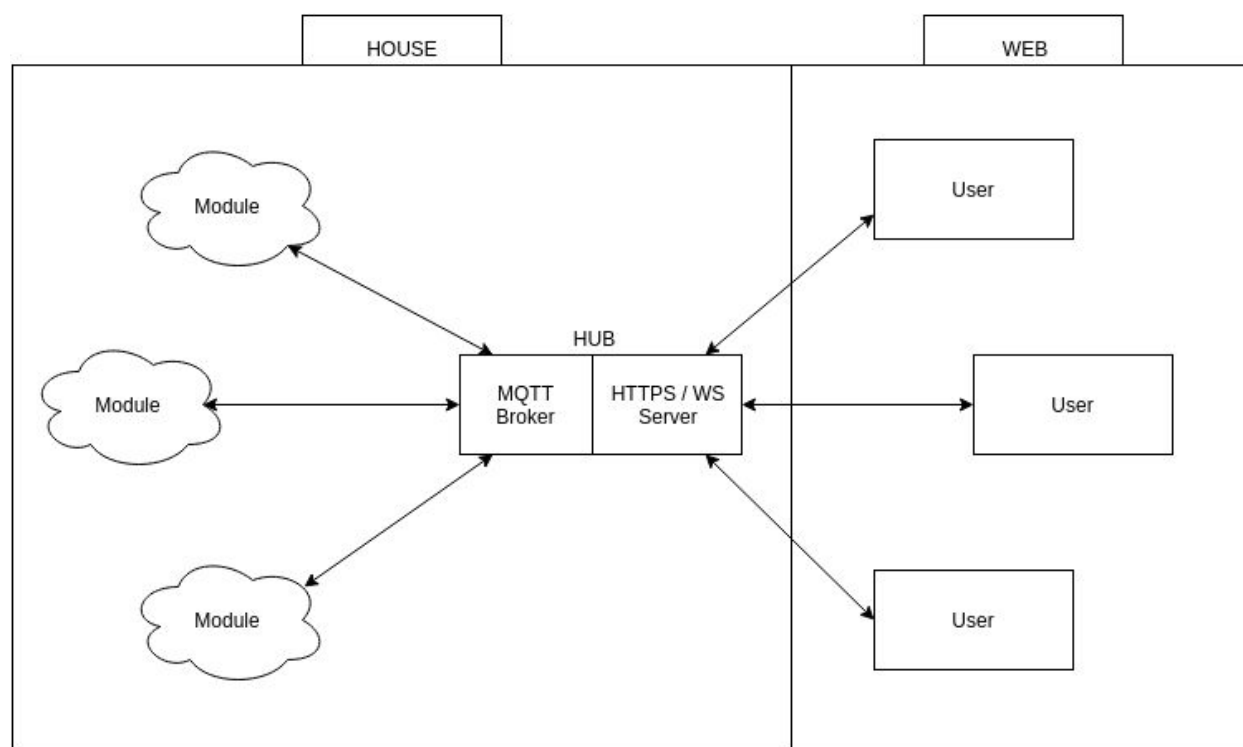 HOUSE
WEB
Module
User
HUB
Module
MQTT
Broker
HTTPS / WS
Server
User
Module
User